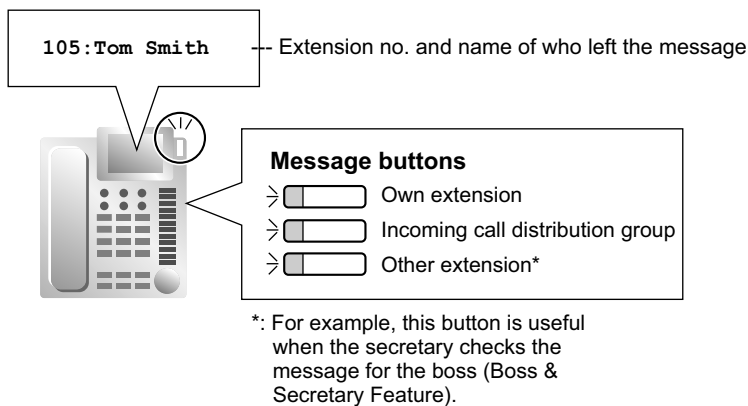 105:Tom Smith --- Extension no. and name of who left the message
Message buttons
Own extension
Incoming call distribution group
Other extension*
*: For example, this button is useful
when the secretary checks the
message for the boss (Boss &
Secretary Feature).